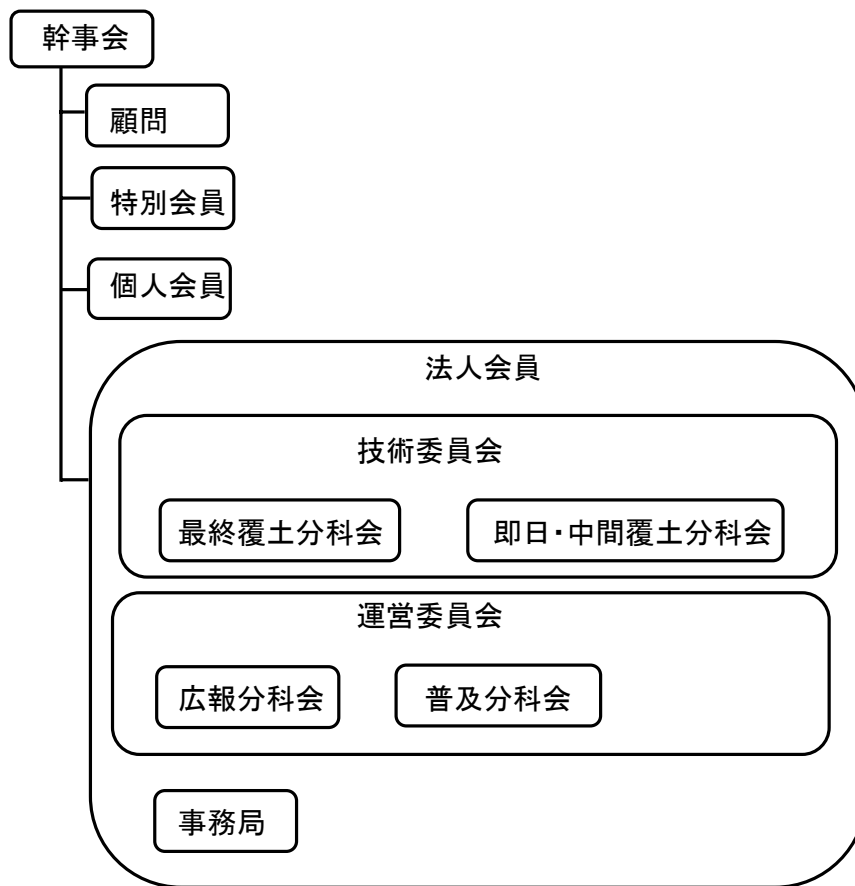 幹事会
顧問
特別会員
個人会員
法人会員
技術委員会
最終覆土分科会
即日・中間覆土分科会
運営委員会
広報分科会
普及分科会
事務局